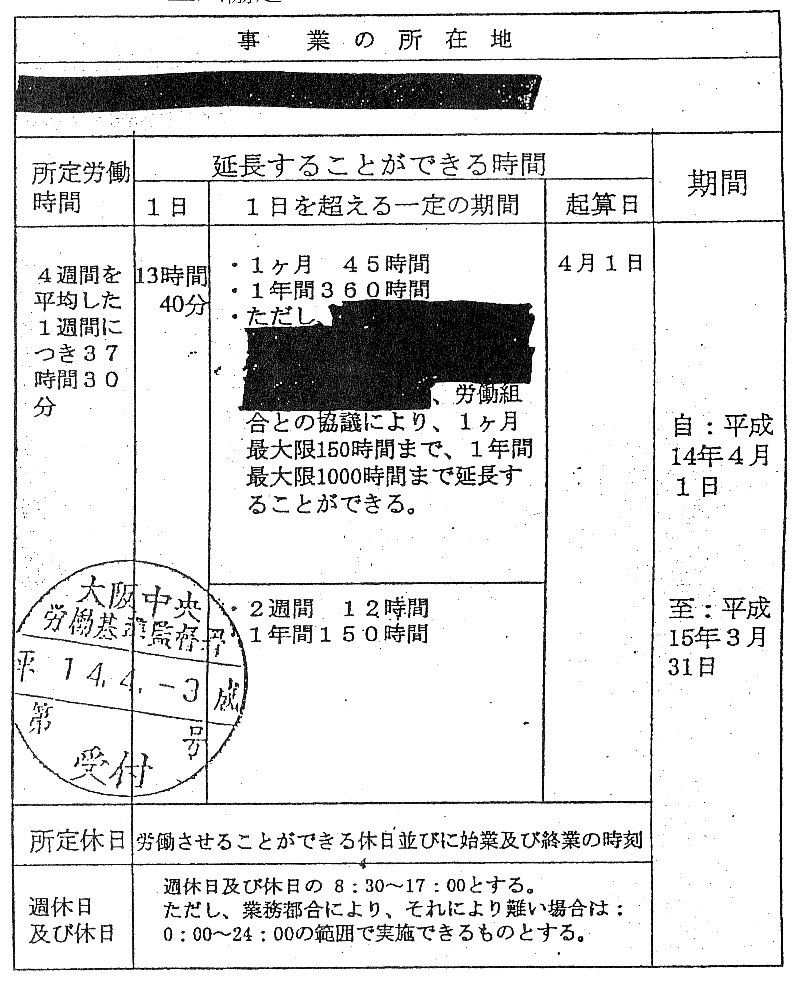 事業の所在地
所定労働時間
延長することができる時間
期間
1日
1日を超える一定の期間
起算日
4週間を
平均した
1週間に
つき37
時間30
分
13時間
40分
・1ヶ月 45時間
・1年間360時間
・ただし、
、労働組
合との協議により、1ヶ月
最大限150時間まで、1年間
最大限1000時間まで延長す
ることができる。
4月1日
自:平成
14年4月
1日
・2週間 12時間
・1年間150時間
至:平成
15年3月
31日
大阪中央
労働基準監督署
平 14.4.-3 成
第 号
受付
所定休日
労働させることができる休日並びに始業及び終業の時刻
週休日
及び休日
週休日及び休日の 8:30～17:00とする。
ただし、業務都合により、それにより難い場合は:
0:00～24:00の範囲で実施できるものとする。